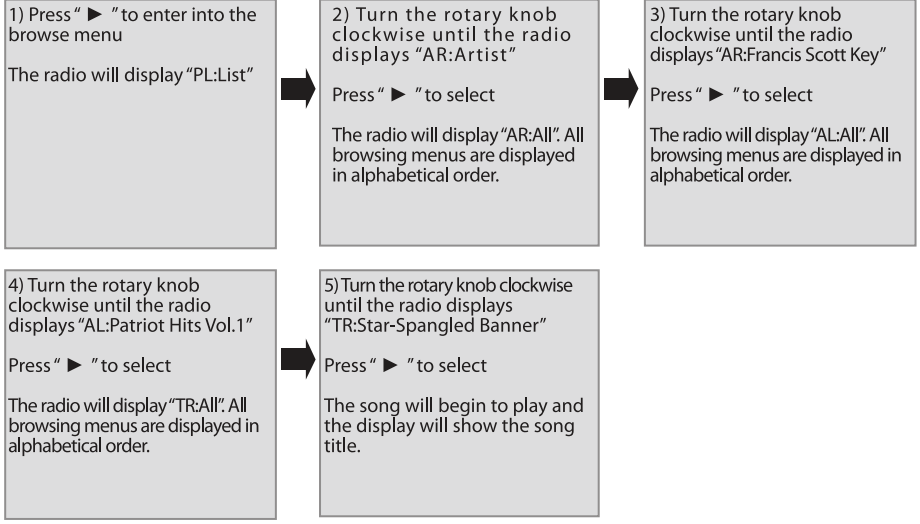 1) Press “ ► ” to enter into the
browse menu
The radio will display “PL:List”
2) Turn the rotary knob
clockwise until the radio
displays “AR:Artist”
Press “ ► ” to select
The radio will display “AR:All”. All
browsing menus are displayed
in alphabetical order.
3) Turn the rotary knob
clockwise until the radio
displays “AR:Francis Scott Key”
Press “ ► ” to select
The radio will display “AL:All”. All
browsing menus are displayed in
alphabetical order.
4) Turn the rotary knob
clockwise until the radio
displays “AL:Patriot Hits Vol.1”
Press “ ► ” to select
The radio will display “TR:All”. All
browsing menus are displayed in
alphabetical order.
5) Turn the rotary knob clockwise
until the radio displays
“TR:Star-Spangled Banner”
Press “ ► ” to select
The song will begin to play and
the display will show the song
title.